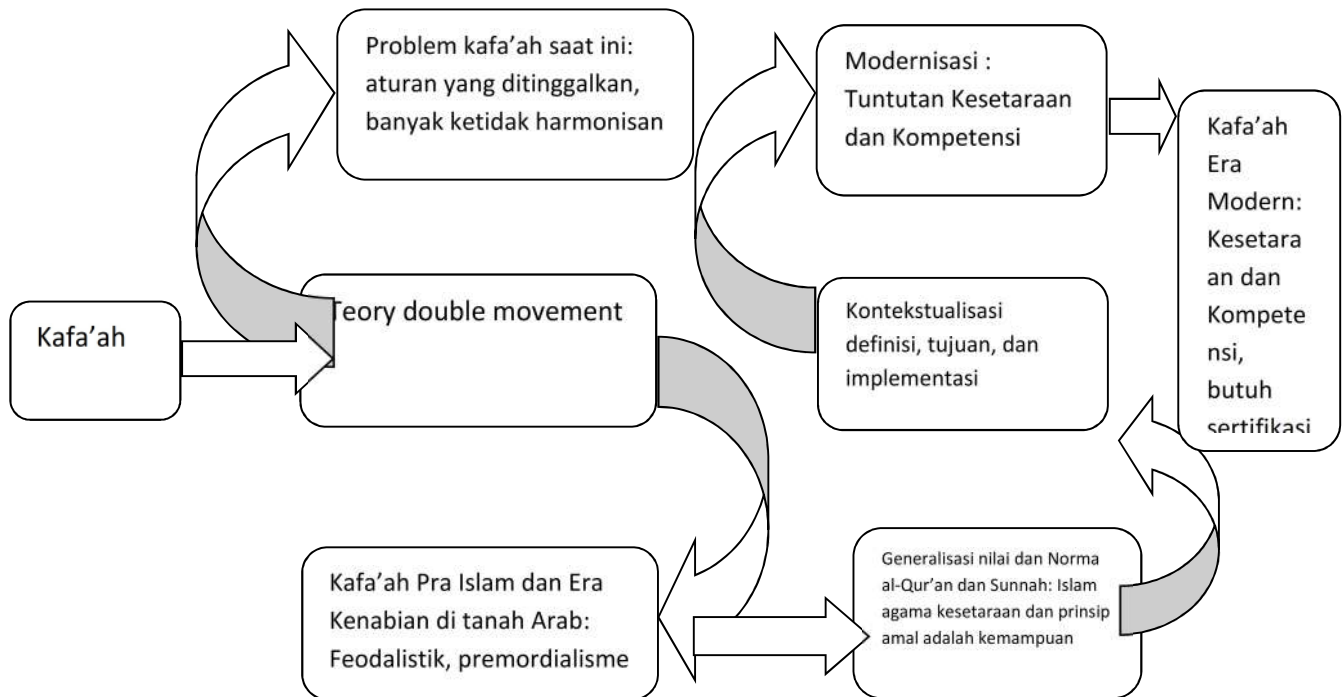 Kafa’ah
Teory double movement
Problem kafa’ah saat ini:
aturan yang ditinggalkan,
banyak ketidak harmonisan
Kafa’ah Pra Islam dan Era
Kenabian di tanah Arab:
Feodalistik, premordialisme
Generalisasi nilai dan Norma
al-Qur’an dan Sunnah: Islam
agama kesetaraan dan prinsip
amal adalah kemampuan
Kontekstualisasi
definisi, tujuan, dan
implementasi
Modernisasi :
Tuntutan Kesetaraan
dan Kompetensi
Kafa’ah
Era
Modern:
Kesetara
an dan
Kompete
nsi,
butuh
sertifikasi